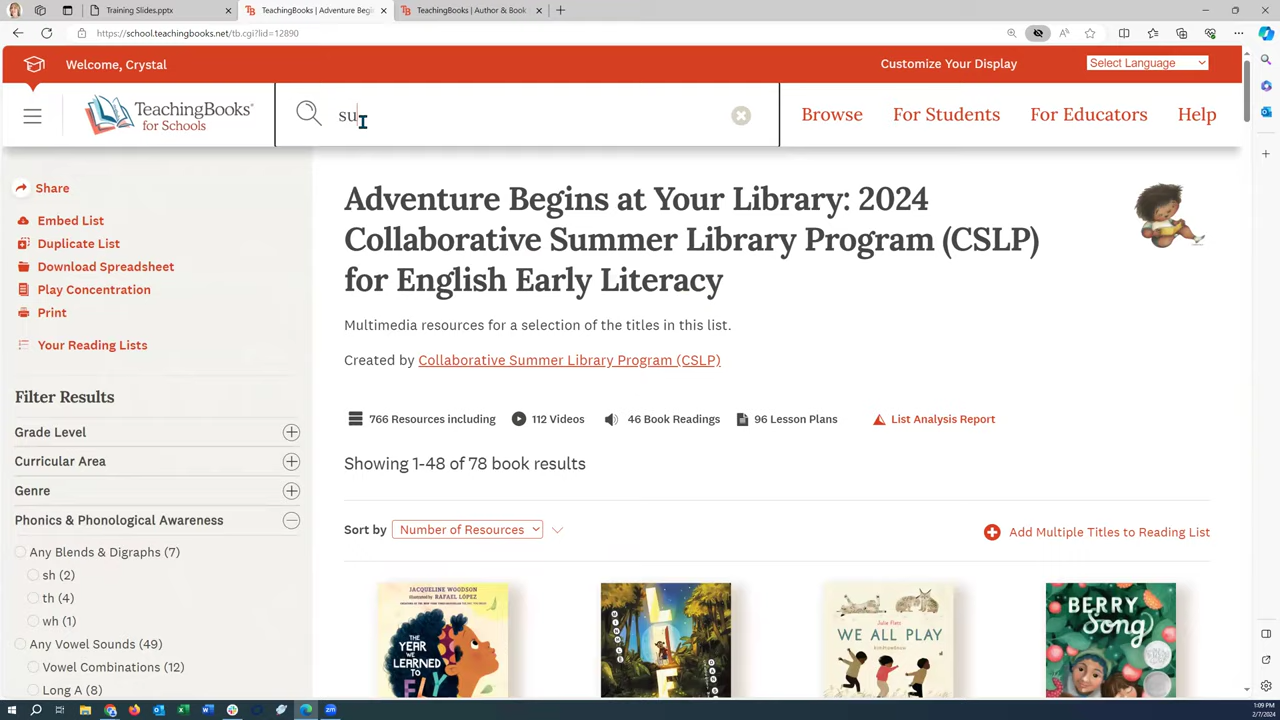 Training Slides.pptx
TeachingBooks | Adventure Begi
TeachingBooks | Author & Book
https://school.teachingbooks.net/tb.cgi?lid=12890
Welcome, Crystal
Customize Your Display
Select Language
TeachingBooks
for Schools
su
Browse
For Students
For Educators
Help
Share
Embed List
Duplicate List
Download Spreadsheet
Play Concentration
Print
Your Reading Lists
Filter Results
Grade Level
Curricular Area
Genre
Phonics & Phonological Awareness
Any Blends & Digraphs (7)
sh (2)
th (4)
wh (1)
Any Vowel Sounds (49)
Vowel Combinations (12)
Long A (8)
Adventure Begins at Your Library: 2024
Collaborative Summer Library Program (CSLP)
for English Early Literacy
Multimedia resources for a selection of the titles in this list.
Created by Collaborative Summer Library Program (CSLP)
766 Resources including
112 Videos
46 Book Readings
96 Lesson Plans
List Analysis Report
Showing 1-48 of 78 book results
Sort by
Number of Resources
Add Multiple Titles to Reading List
JACQUELINE WOODSON
RAFAEL LÓPEZ
THE
YEAR
WE
LEARNED
TO
FLY
WE ALL PLAY
BERRY
Song
1:09 PM
2/7/2024